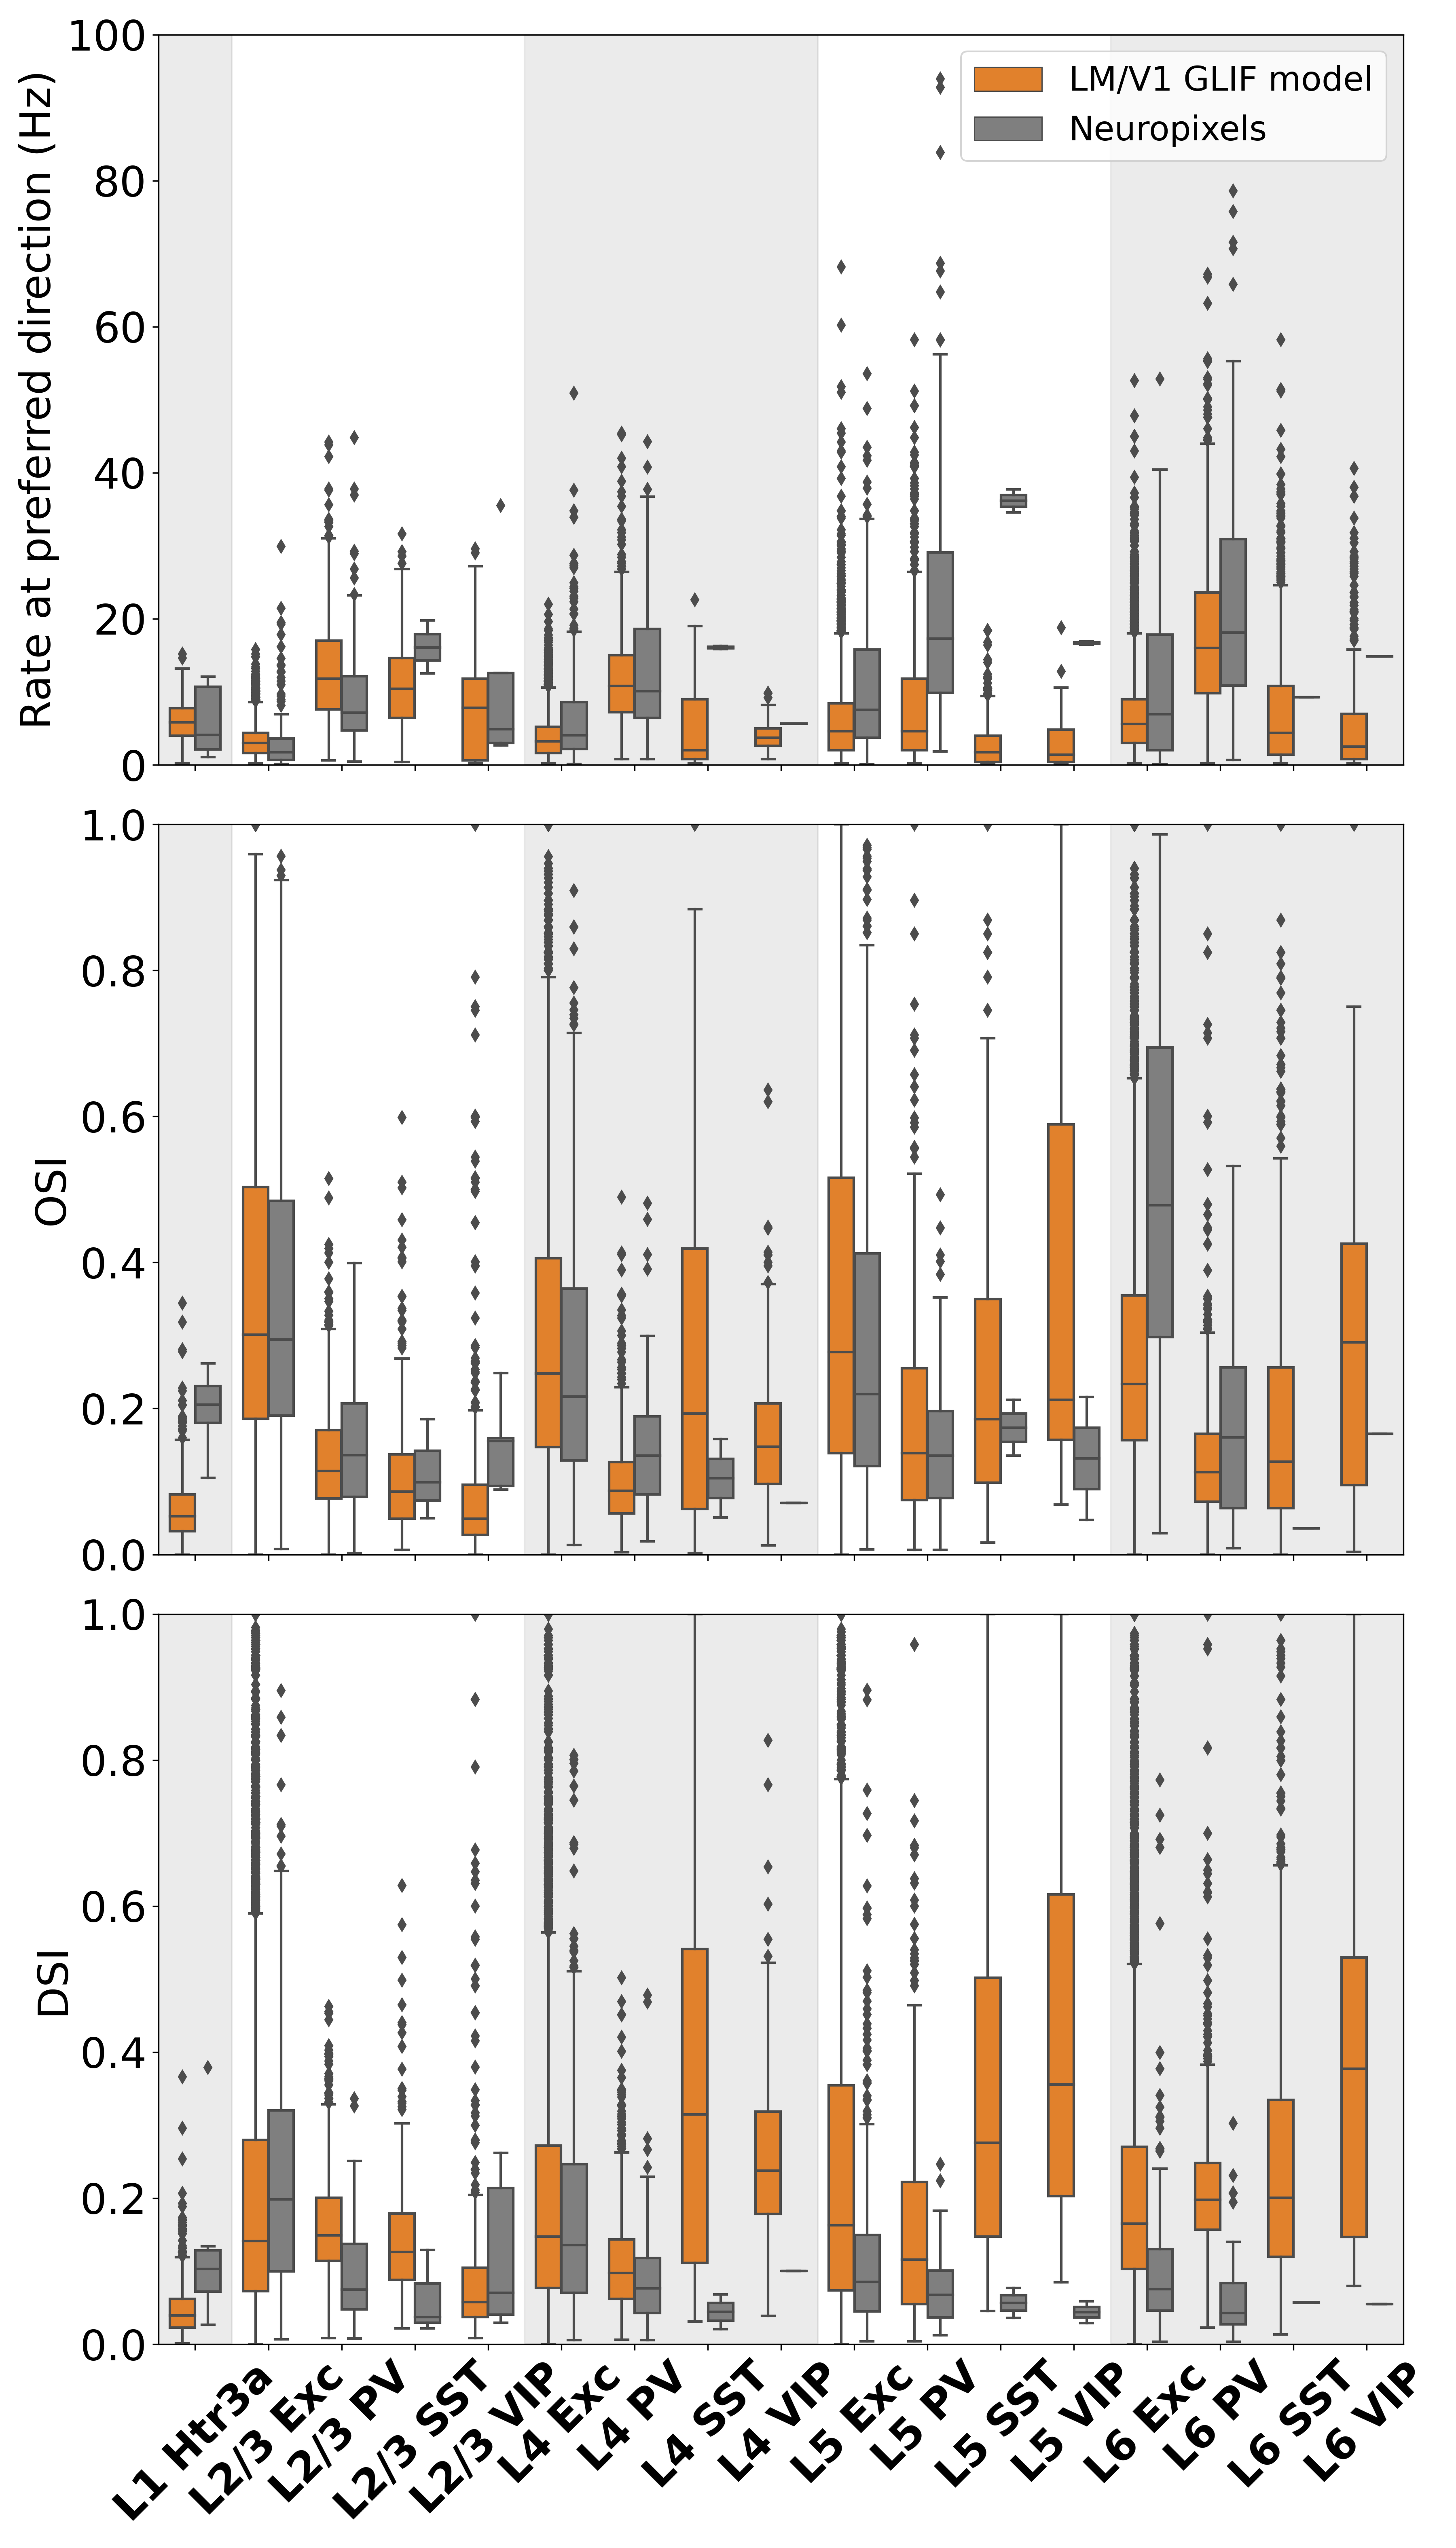 Rate at preferred direction (Hz)
100
80
60
40
20
0
LM/V1 GLIF model
Neuropixels
OSI
1.0
0.8
0.6
0.4
0.2
0.0
DSI
1.0
0.8
0.6
0.4
0.2
0.0
L1 Htr3a
L2/3 Exc
L2/3 PV
L2/3 SST
L2/3 VIP
L4 Exc
L4 PV
L4 SST
L4 VIP
L5 Exc
L5 PV
L5 SST
L5 VIP
L6 Exc
L6 PV
L6 SST
L6 VIP